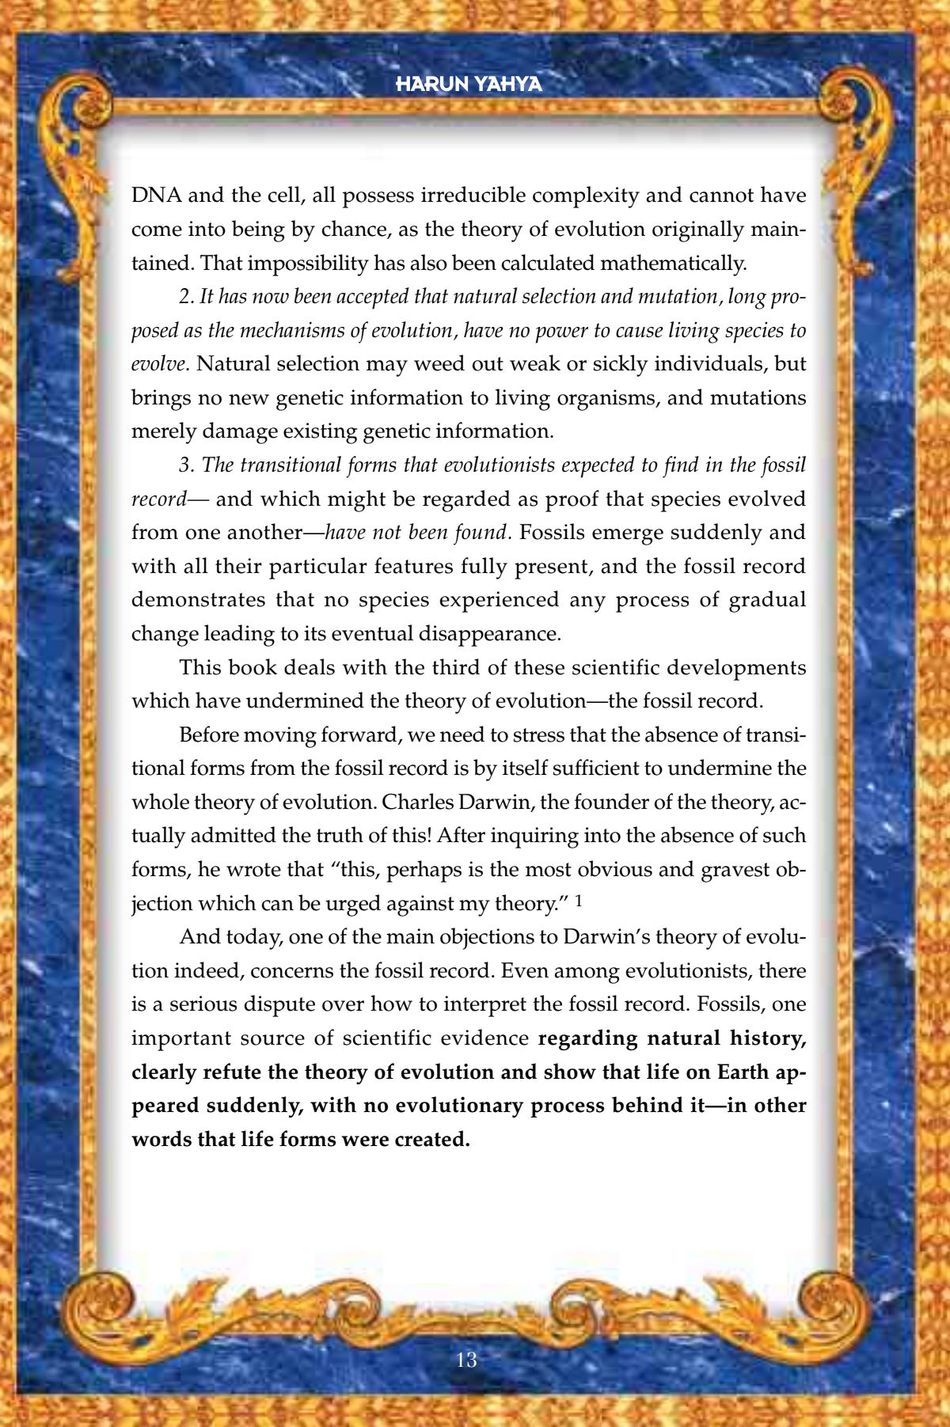 HARUN YAHYA
DNA and the cell, all possess irreducible complexity and cannot have
come into being by chance, as the theory of evolution originally main-
tained. That impossibility has also been calculated mathematically.
2. It has now been accepted that natural selection and mutation, long pro-
posed as the mechanisms of evolution, have no power to cause living species to
evolve. Natural selection may weed out weak or sickly individuals, but
brings no new genetic information to living organisms, and mutations
merely damage existing genetic information.
3. The transitional forms that evolutionists expected to find in the fossil
record— and which might be regarded as proof that species evolved
from one another—have not been found. Fossils emerge suddenly and
with all their particular features fully present, and the fossil record
demonstrates that no species experienced any process of gradual
change leading to its eventual disappearance.
This book deals with the third of these scientific developments
which have undermined the theory of evolution—the fossil record.
Before moving forward, we need to stress that the absence of transi-
tional forms from the fossil record is by itself sufficient to undermine the
whole theory of evolution. Charles Darwin, the founder of the theory, ac-
tually admitted the truth of this! After inquiring into the absence of such
forms, he wrote that “this, perhaps is the most obvious and gravest ob-
jection which can be urged against my theory.” 1
And today, one of the main objections to Darwin’s theory of evolu-
tion indeed, concerns the fossil record. Even among evolutionists, there
is a serious dispute over how to interpret the fossil record. Fossils, one
important source of scientific evidence regarding natural history,
clearly refute the theory of evolution and show that life on Earth ap-
peared suddenly, with no evolutionary process behind it—in other
words that life forms were created.
13